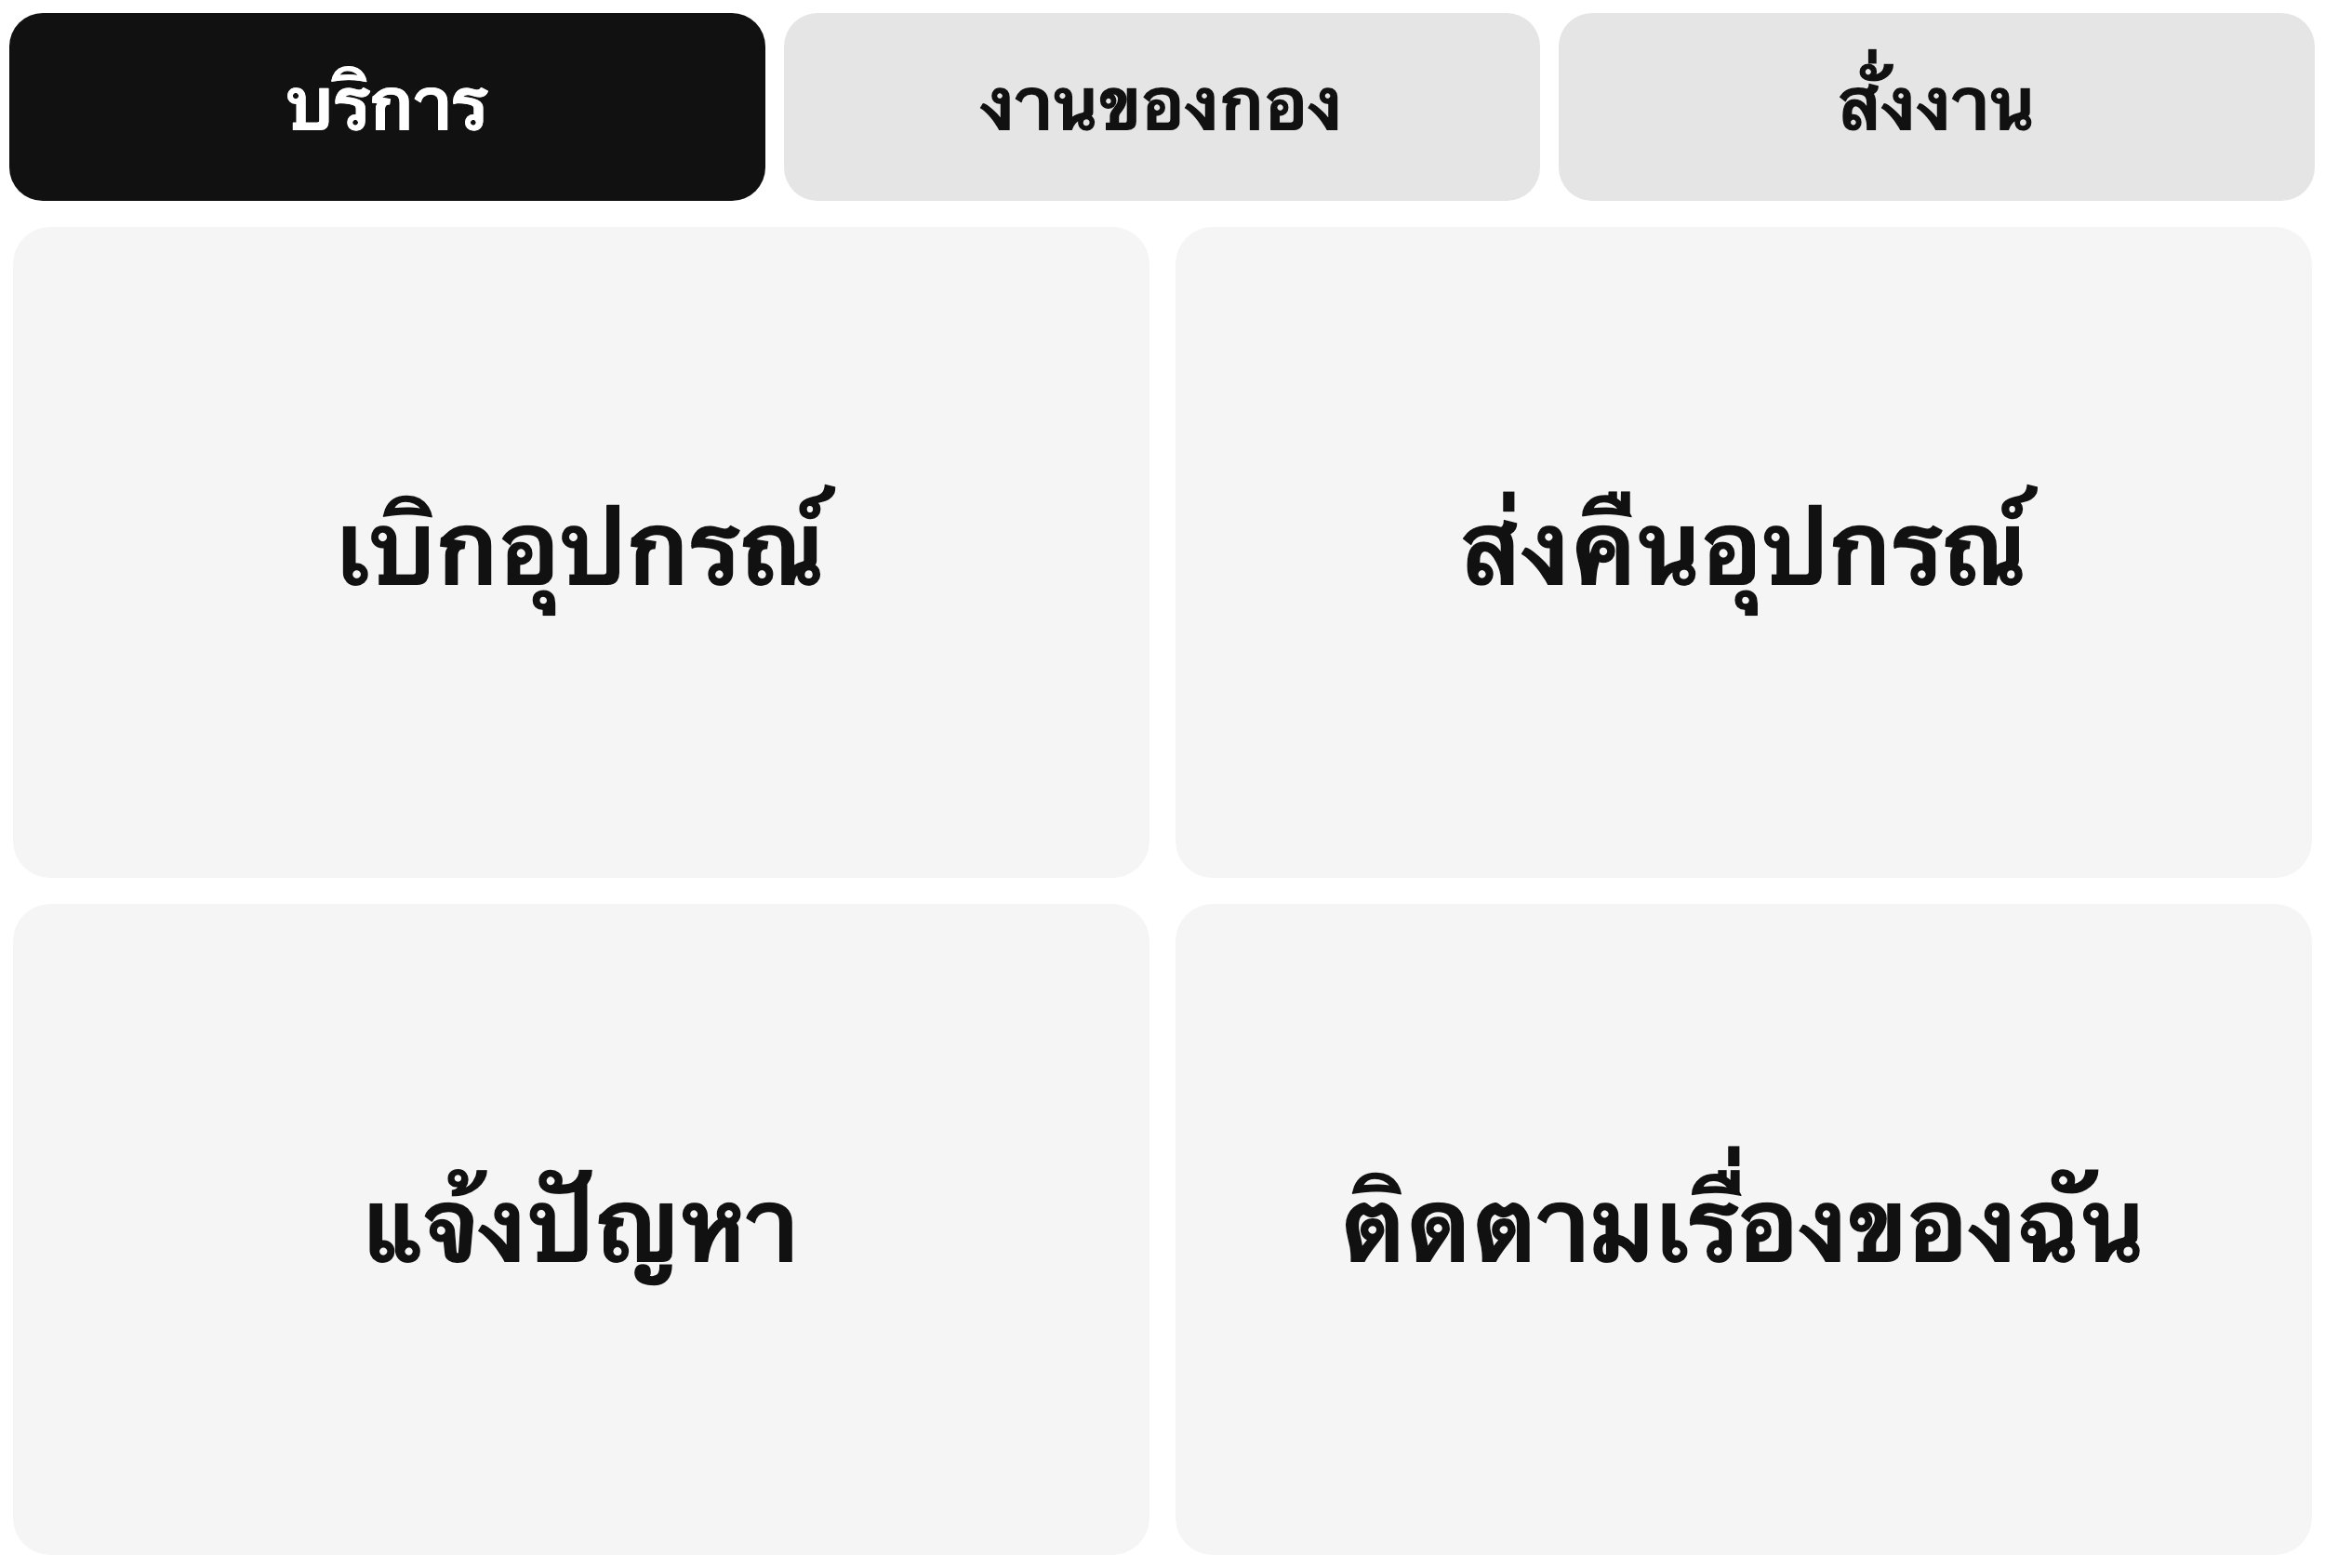 บริการ
งานของกอง
สั่งงาน
เบิกอุปกรณ์
ส่งคืนอุปกรณ์
แจ้งปัญหา
ติดตามเรื่องของฉัน